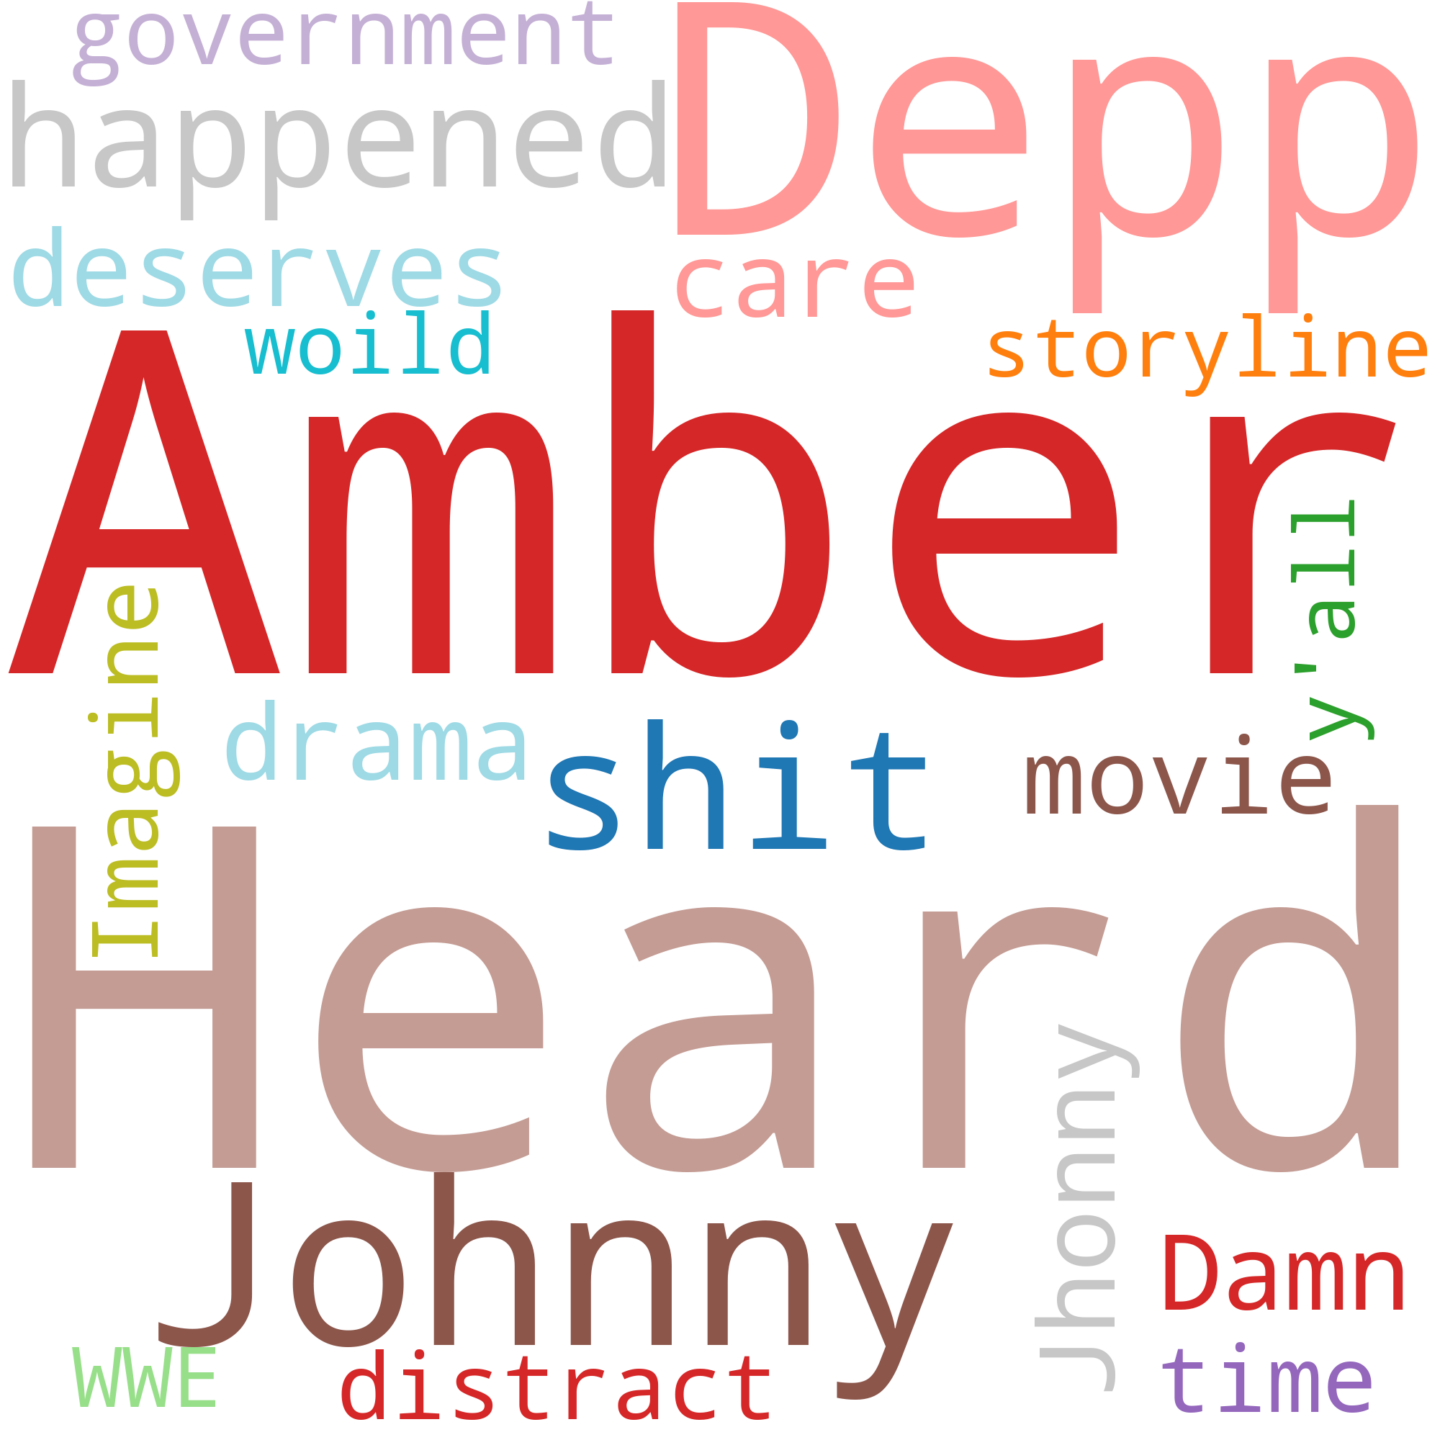 government
Depp
happened
deserves
care
woild
storyline
Amber
y'all
Imagine
drama
shit
movie
Heard
Jhonny
Johnny
Damn
WWE
distract
time